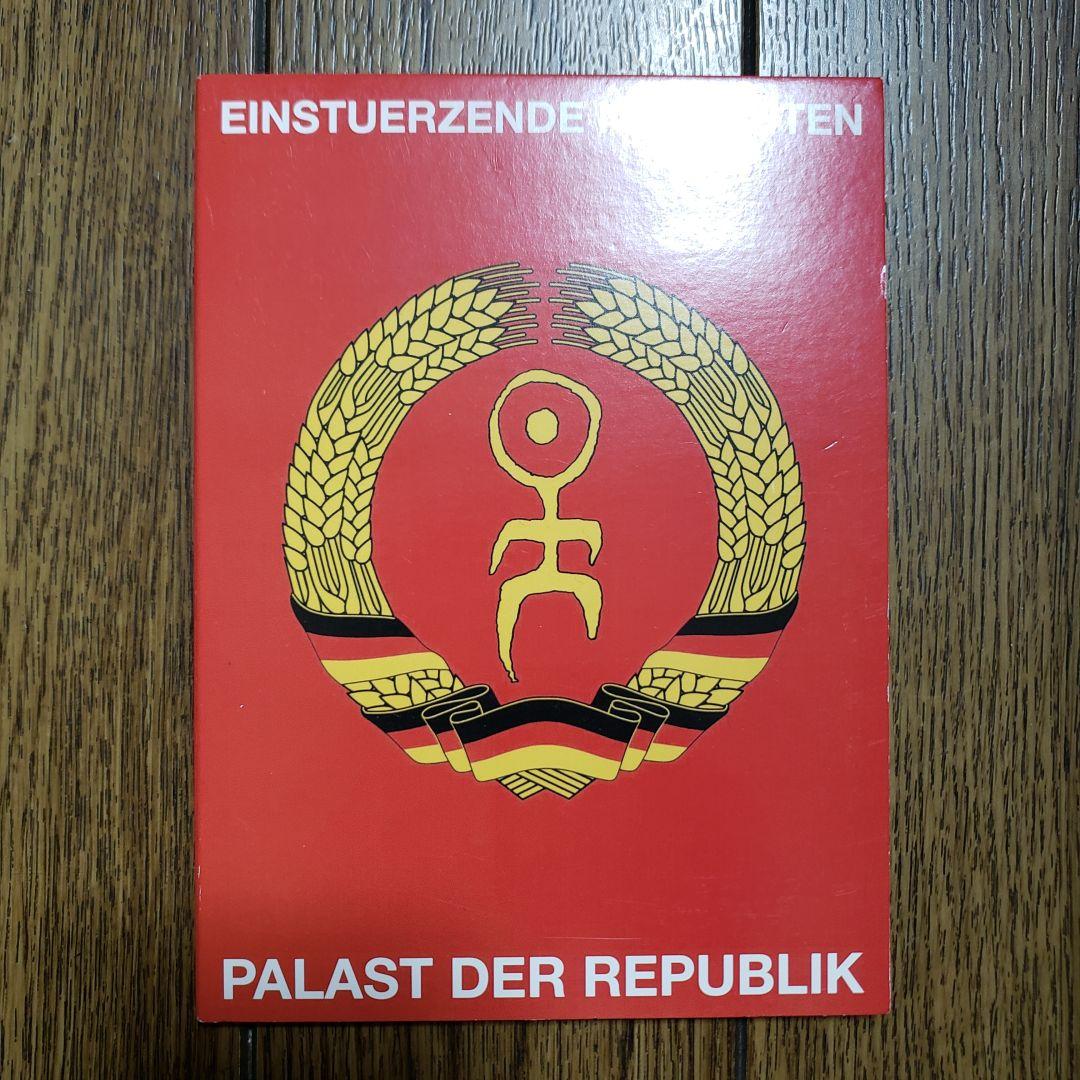 EINSTUERZENDE
PALAST DER REPUBLIK